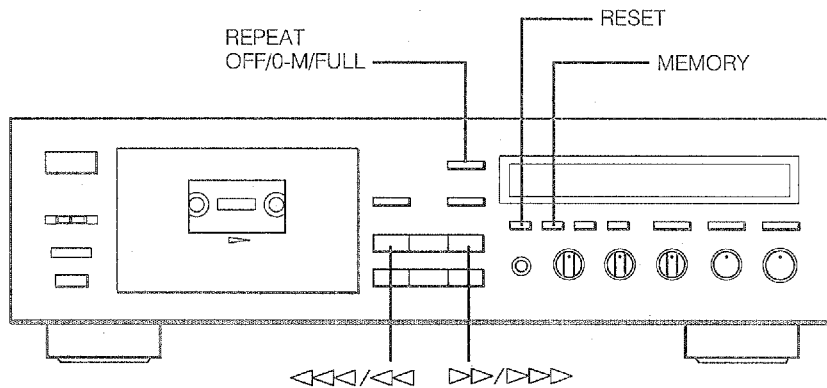 RESET
REPEAT
OFF/0-M/FULL
MEMORY
◁◁◁/◁◁ ▷▷/▷▷▷